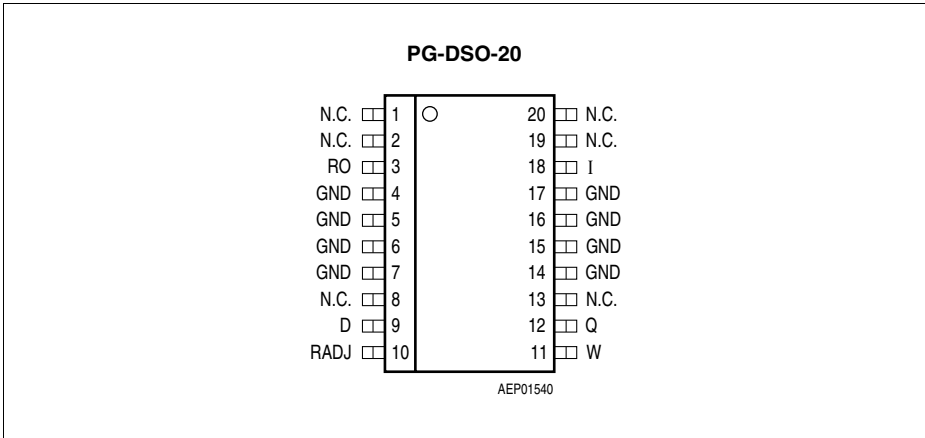 PG-DSO-20
N.C. 1 20 N.C.
N.C. 2 19 N.C.
RO 3 18 I
GND 4 17 GND
GND 5 16 GND
GND 6 15 GND
GND 7 14 GND
N.C. 8 13 N.C.
D 9 12 Q
RADJ 10 11 W
AEP01540